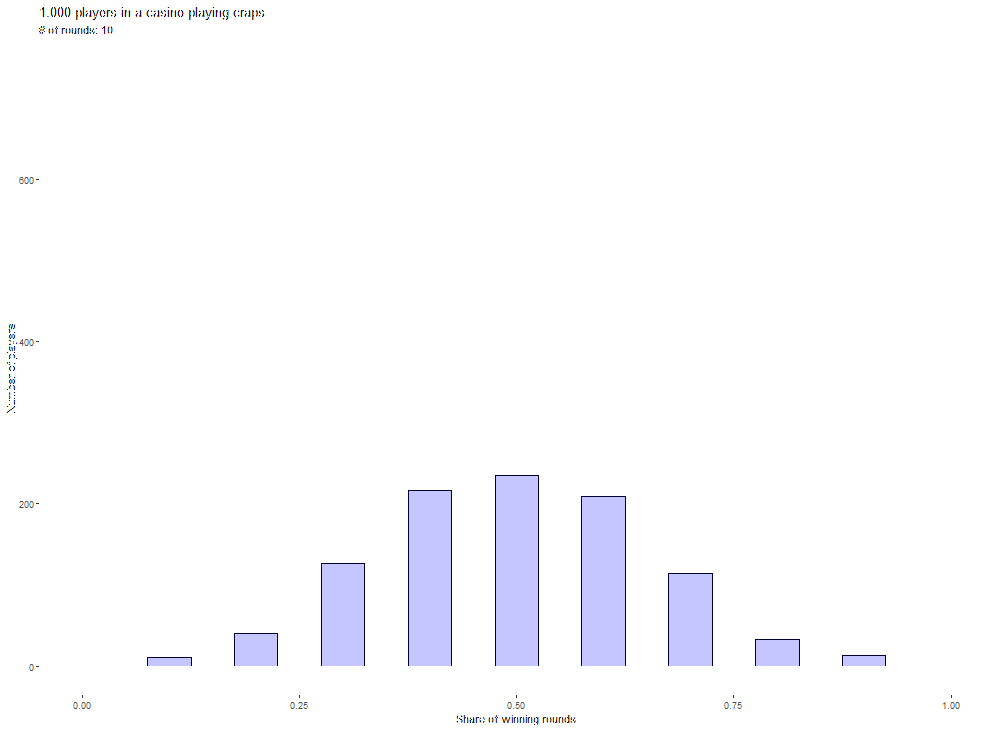 1.000 players in a casino playing craps
# of rounds: 10
Number of players
600
400
200
0
0.00
0.25
0.50
0.75
1.00
Share of winning rounds